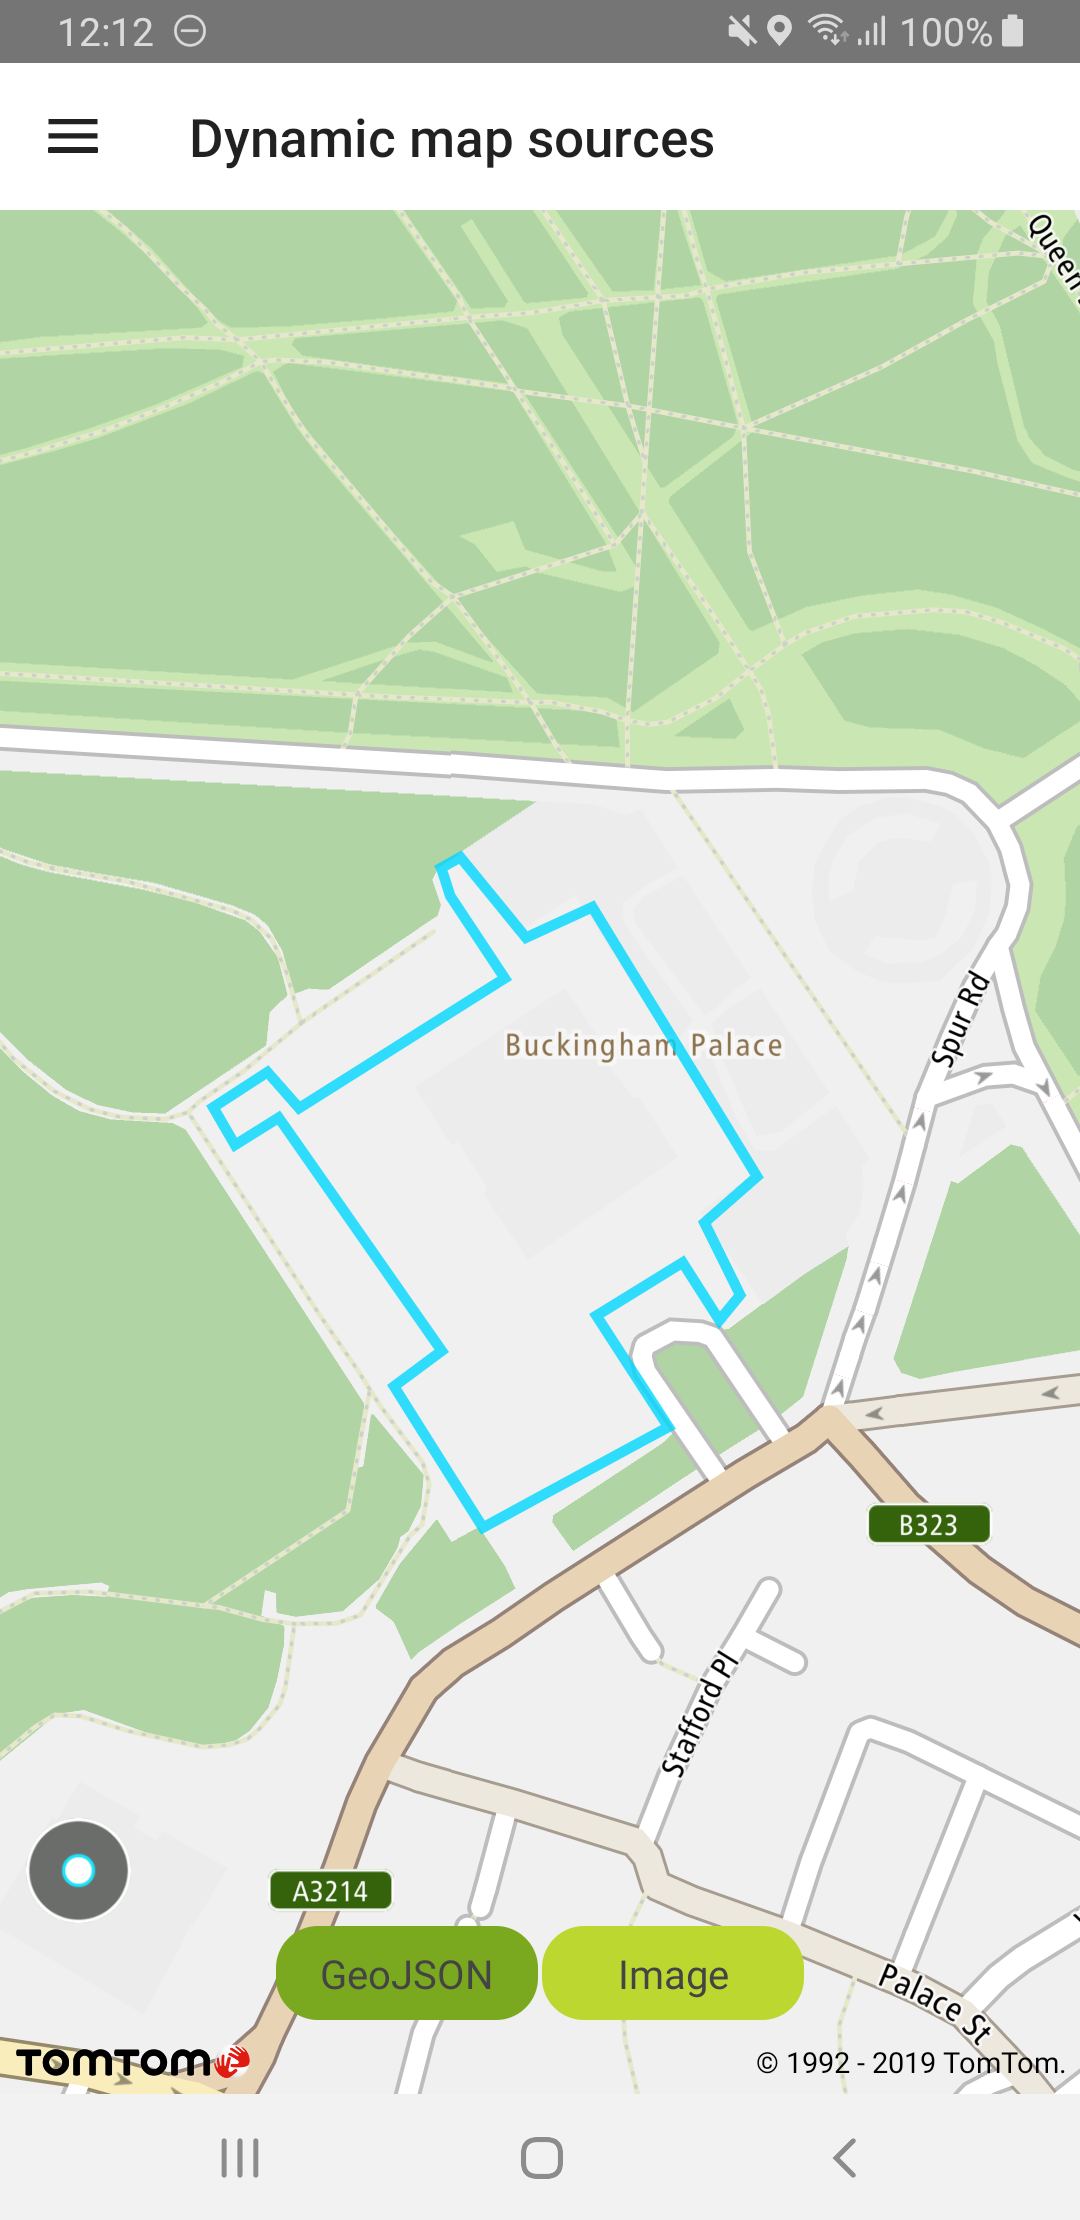 12:12
100%
Dynamic map sources
Queen
Buckingham Palace
Spur Rd
B323
Stafford Pl
A3214
GeoJSON
Image
Palace St
TOMTOM
© 1992 - 2019 TomTom.